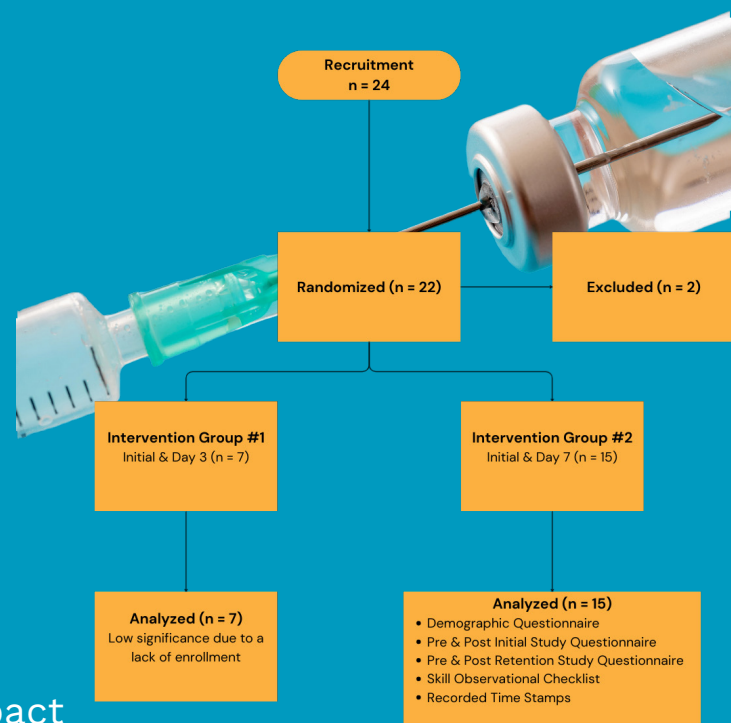 Recruitment
n = 24
Randomized (n = 22)
Excluded (n = 2)
Intervention Group #1
Initial & Day 3 (n = 7)
Intervention Group #2
Initial & Day 7 (n = 15)
Analyzed (n = 7)
Low significance due to a
lack of enrollment
Analyzed (n = 15)
• Demographic Questionnaire
• Pre & Post Initial Study Questionnaire
• Pre & Post Retention Study Questionnaire
• Skill Observational Checklist
• Recorded Time Stamps
pact